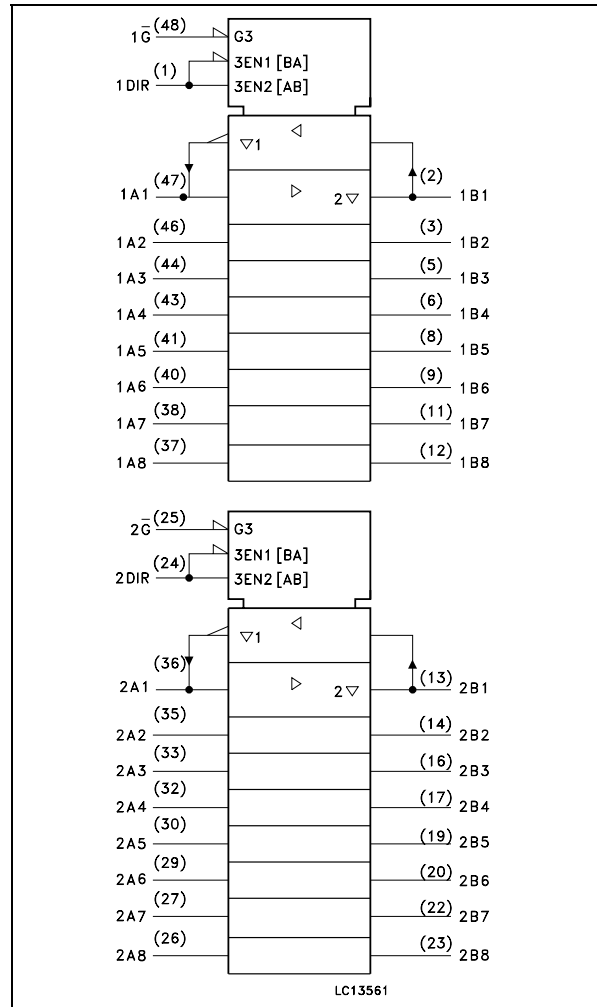 1G̅ (48) G3
3EN1 [BA]
1DIR (1) 3EN2 [AB]
▽1 ◁
1A1 (47) ▷ 2▽ (2) 1B1
1A2 (46) (3) 1B2
1A3 (44) (5) 1B3
1A4 (43) (6) 1B4
1A5 (41) (8) 1B5
1A6 (40) (9) 1B6
1A7 (38) (11) 1B7
1A8 (37) (12) 1B8
2G̅ (25) G3
3EN1 [BA]
2DIR (24) 3EN2 [AB]
▽1 ◁
2A1 (36) ▷ 2▽ (13) 2B1
2A2 (35) (14) 2B2
2A3 (33) (16) 2B3
2A4 (32) (17) 2B4
2A5 (30) (19) 2B5
2A6 (29) (20) 2B6
2A7 (27) (22) 2B7
2A8 (26) (23) 2B8
LC13561